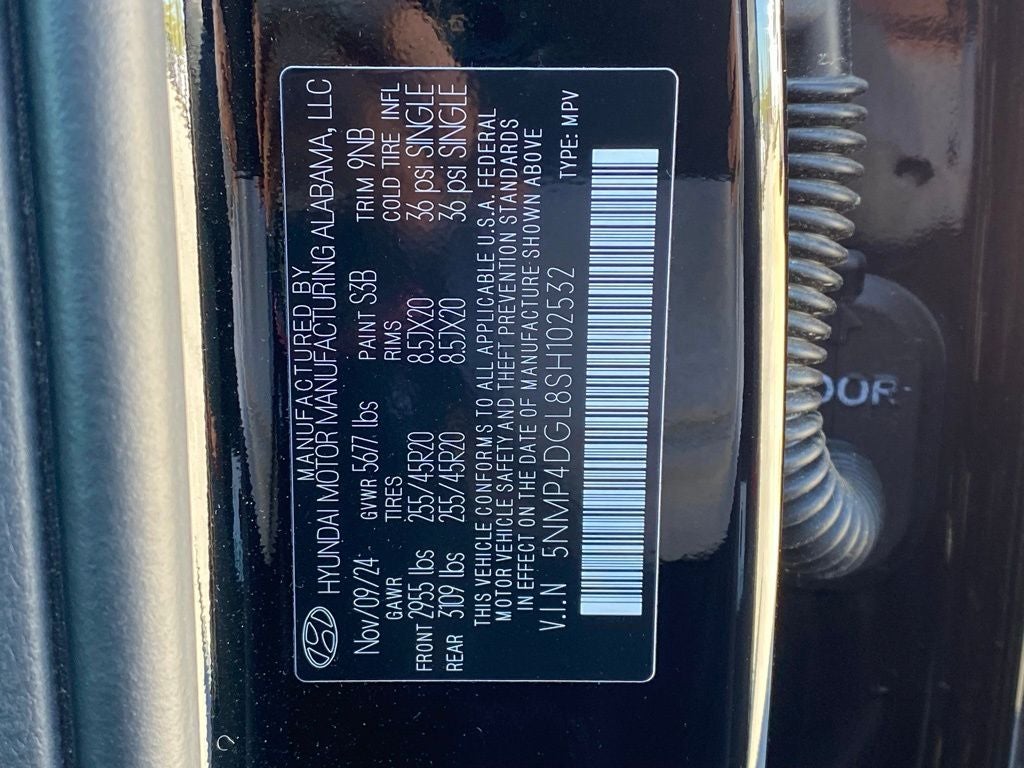 MANUFACTURED BY
HYUNDAI MOTOR MANUFACTURING ALABAMA, LLC
Nov/09/24 GVWR 5677 lbs PAINT S3B TRIM 9NB
GAWR TIRES RIMS COLD TIRE INFL
FRONT 2955 lbs 255/45R20 8.5JX20 36 psi SINGLE
REAR 3109 lbs 255/45R20 8.5JX20 36 psi SINGLE
THIS VEHICLE CONFORMS TO ALL APPLICABLE U.S.A. FEDERAL
MOTOR VEHICLE SAFETY AND THEFT PREVENTION STANDARDS
IN EFFECT ON THE DATE OF MANUFACTURE SHOWN ABOVE
V.I.N 5NMP4DGL8SH102532 TYPE: MPV
OOR-